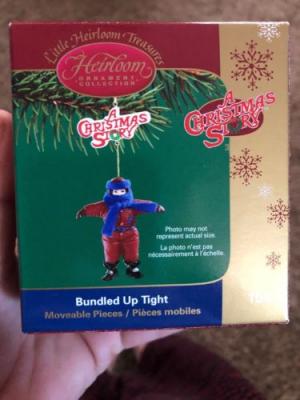 Little Heirloom Treasures
Heirloom
ORNAMENT
COLLECTION
A
CHRISTMAS
STORY
A
CHRISTMAS
STORY
Photo may not
represent actual size.
La photo n'est pas
nécessairement à l'échelle.
Bundled Up Tight
Moveable Pieces / Pièces mobiles